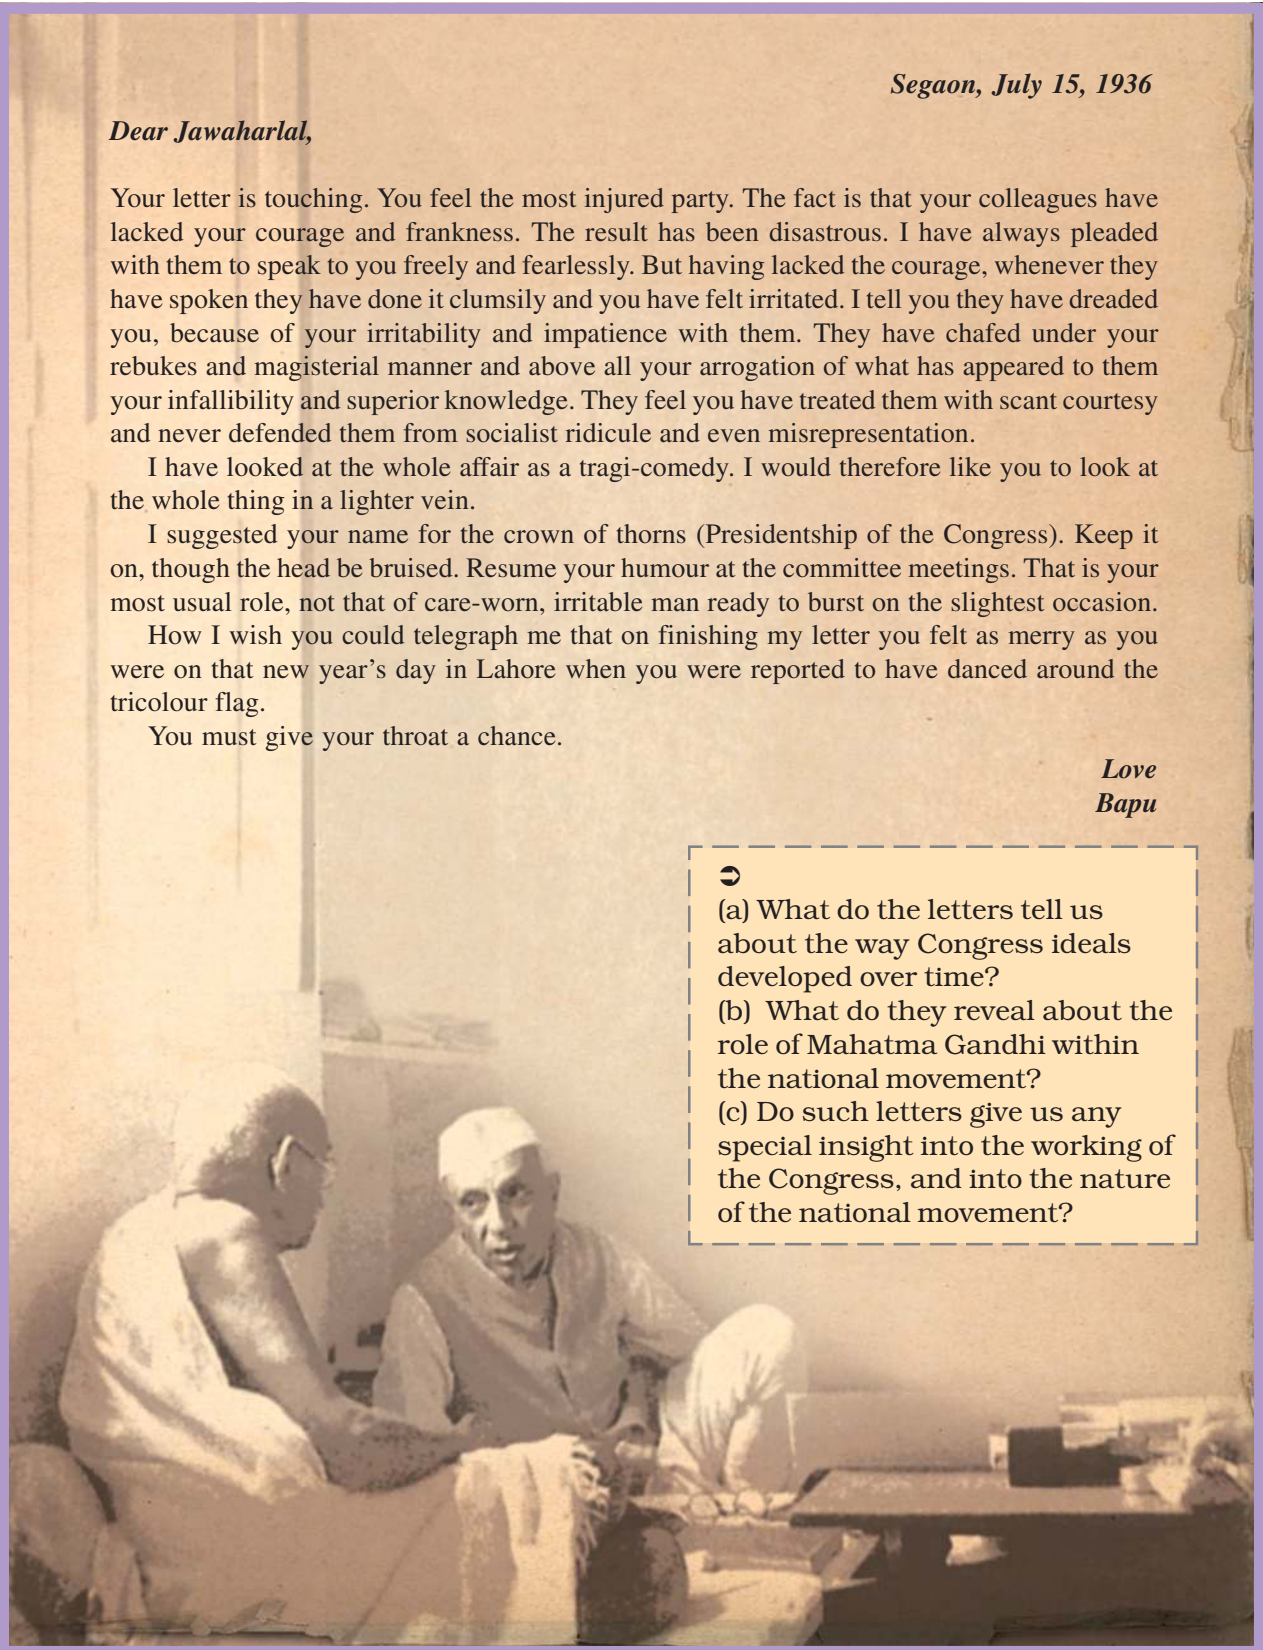 Segaon, July 15, 1936
Dear Jawaharlal,
Your letter is touching. You feel the most injured party. The fact is that your colleagues have
lacked your courage and frankness. The result has been disastrous. I have always pleaded
with them to speak to you freely and fearlessly. But having lacked the courage, whenever they
have spoken they have done it clumsily and you have felt irritated. I tell you they have dreaded
you, because of your irritability and impatience with them. They have chafed under your
rebukes and magisterial manner and above all your arrogation of what has appeared to them
your infallibility and superior knowledge. They feel you have treated them with scant courtesy
and never defended them from socialist ridicule and even misrepresentation.
I have looked at the whole affair as a tragi-comedy. I would therefore like you to look at
the whole thing in a lighter vein.
I suggested your name for the crown of thorns (Presidentship of the Congress). Keep it
on, though the head be bruised. Resume your humour at the committee meetings. That is your
most usual role, not that of care-worn, irritable man ready to burst on the slightest occasion.
How I wish you could telegraph me that on finishing my letter you felt as merry as you
were on that new year’s day in Lahore when you were reported to have danced around the
tricolour flag.
You must give your throat a chance.
Love
Bapu
➲
(a) What do the letters tell us
about the way Congress ideals
developed over time?
(b) What do they reveal about the
role of Mahatma Gandhi within
the national movement?
(c) Do such letters give us any
special insight into the working of
the Congress, and into the nature
of the national movement?